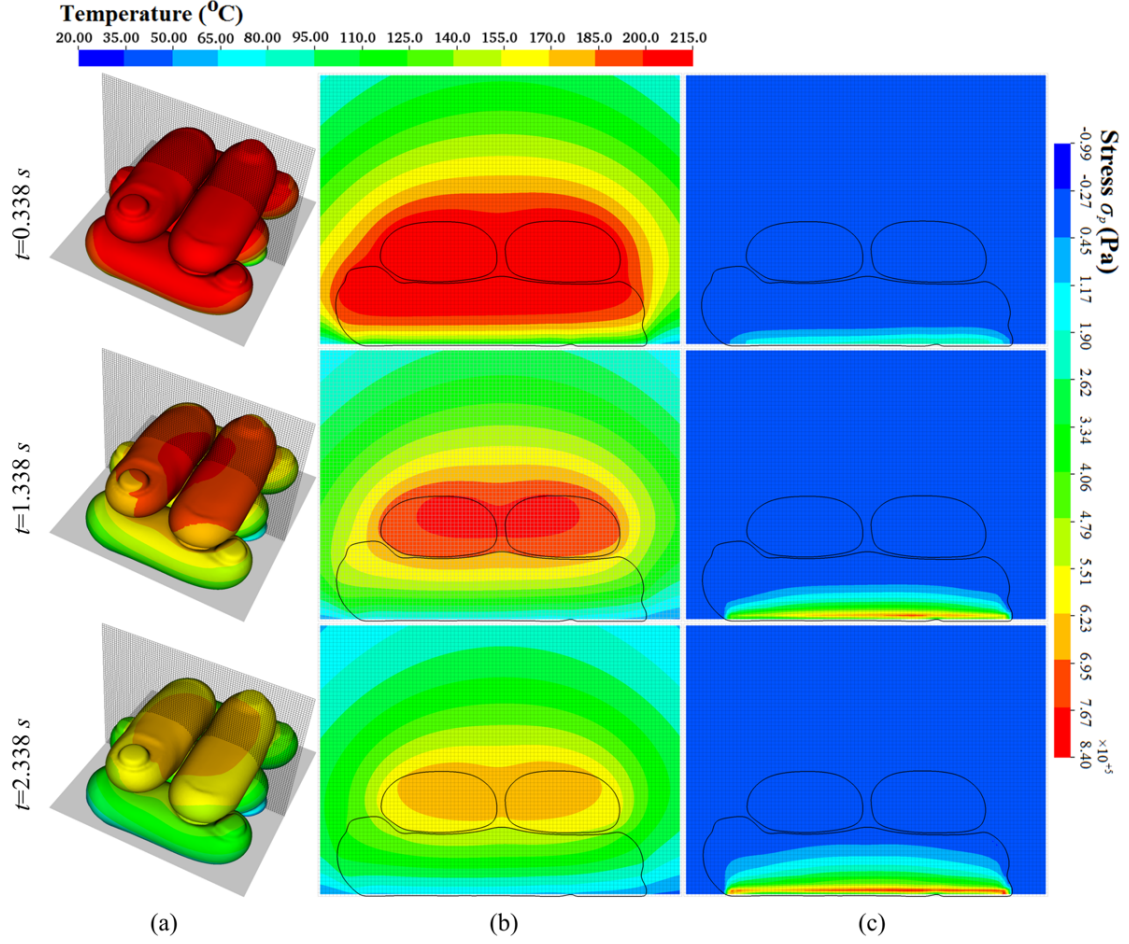 Temperature (°C)
20.00 35.00 50.00 65.00 80.00 95.00 110.0 125.0 140.0 155.0 170.0 185.0 200.0 215.0
t=0.338 s
t=1.338 s
t=2.338 s
Stress σp (Pa)
-0.99 -0.27 0.45 1.17 1.90 2.62 3.34 4.06 4.79 5.51 6.23 6.95 7.67 8.40
×10+5
(a) (b) (c)